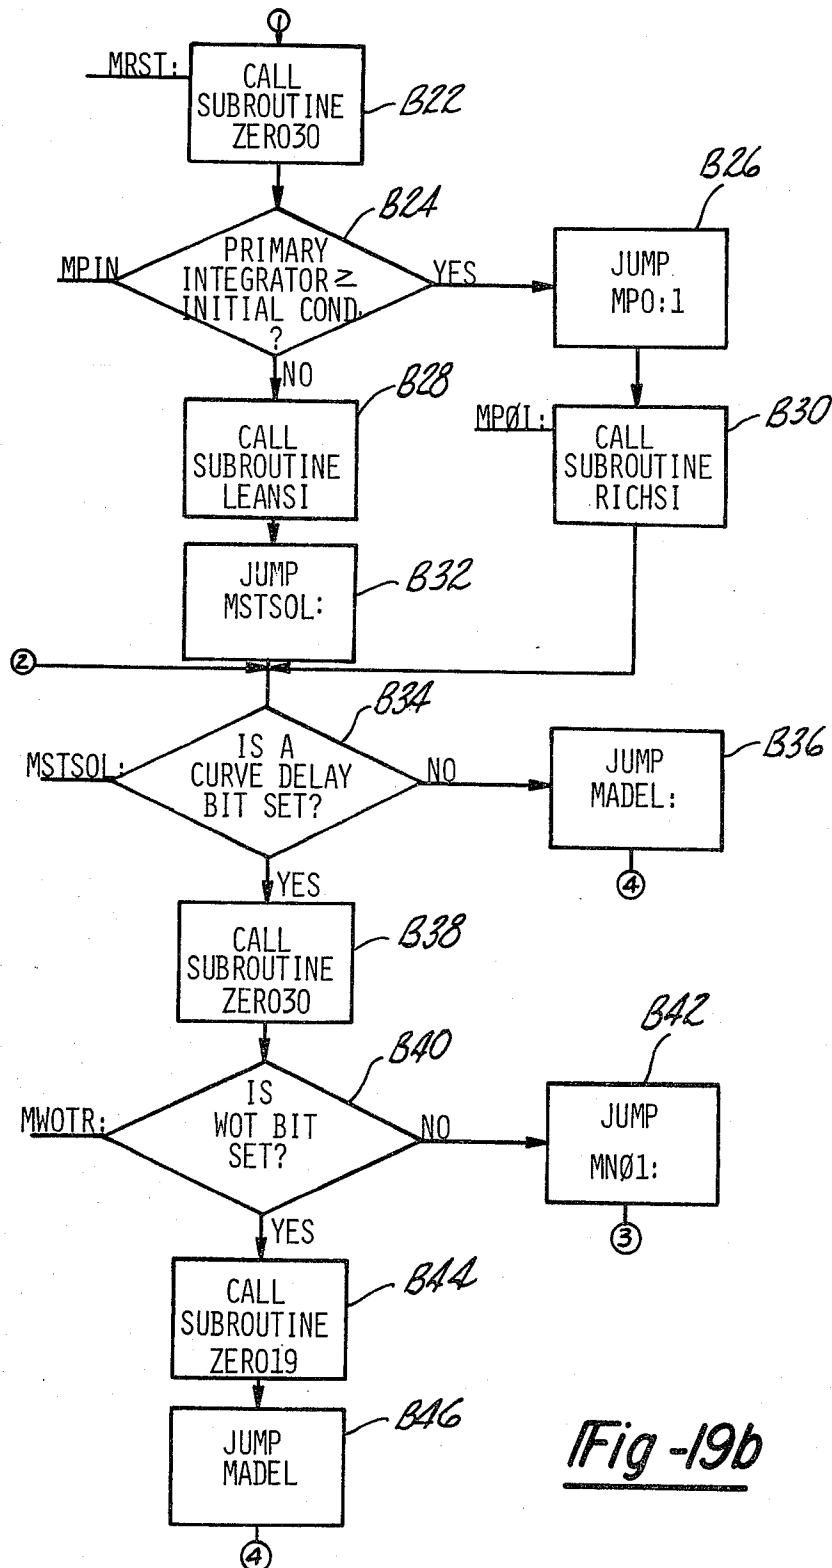 1
MRST:
CALL
SUBROUTINE
ZERO30
B22
B24
B26
MPIN
PRIMARY
INTEGRATOR ≥
INITIAL COND.
?
YES
JUMP
MPO:1
NO
B28
CALL
SUBROUTINE
LEANSI
MPØI:
CALL
SUBROUTINE
RICHSI
B30
JUMP
MSTSOL:
B32
2
B34
MSTSOL:
IS A
CURVE DELAY
BIT SET?
NO
JUMP
MADEL:
B36
4
YES
CALL
SUBROUTINE
ZERO30
B38
B40
B42
MWOTR:
IS
WOT BIT
SET?
NO
JUMP
MNØ1:
3
YES
CALL
SUBROUTINE
ZERO19
B44
JUMP
MADEL
B46
4
Fig-19b